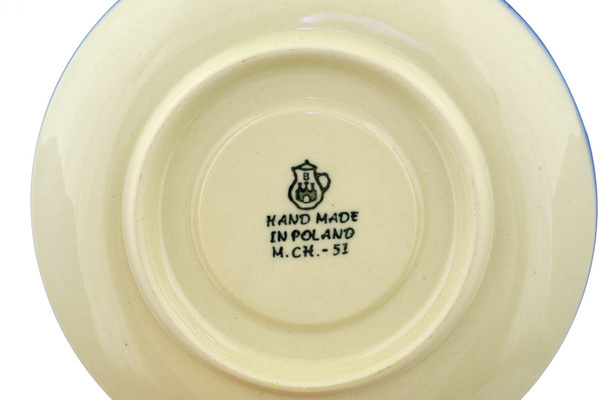 B
HAND MADE
IN POLAND
M.CH.-51